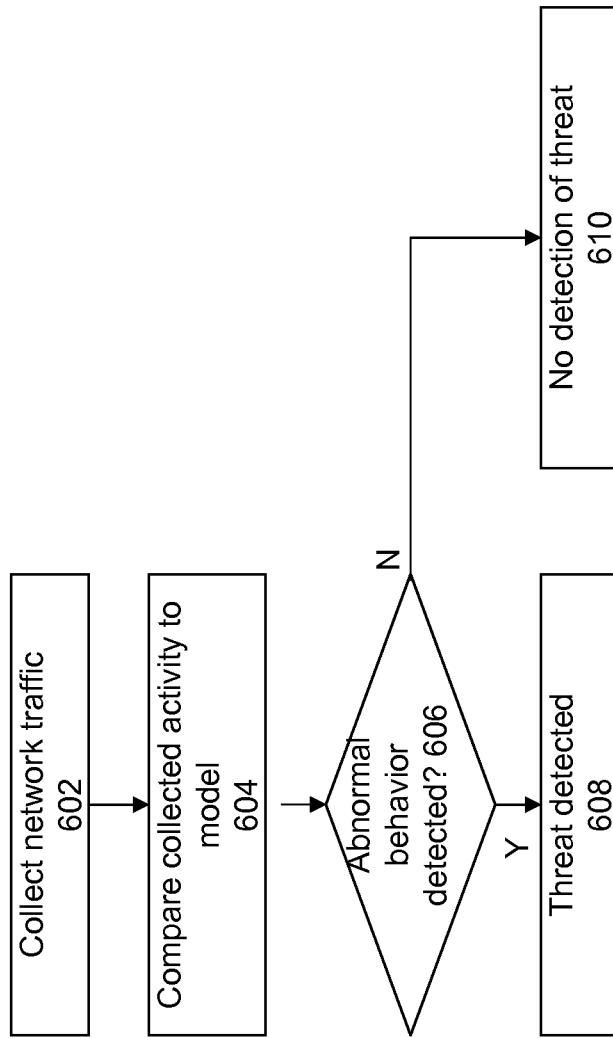 Collect network traffic
602
Compare collected activity to
model
604
Abnormal
behavior
detected? 606
N
Y
Threat detected
608
No detection of threat
610